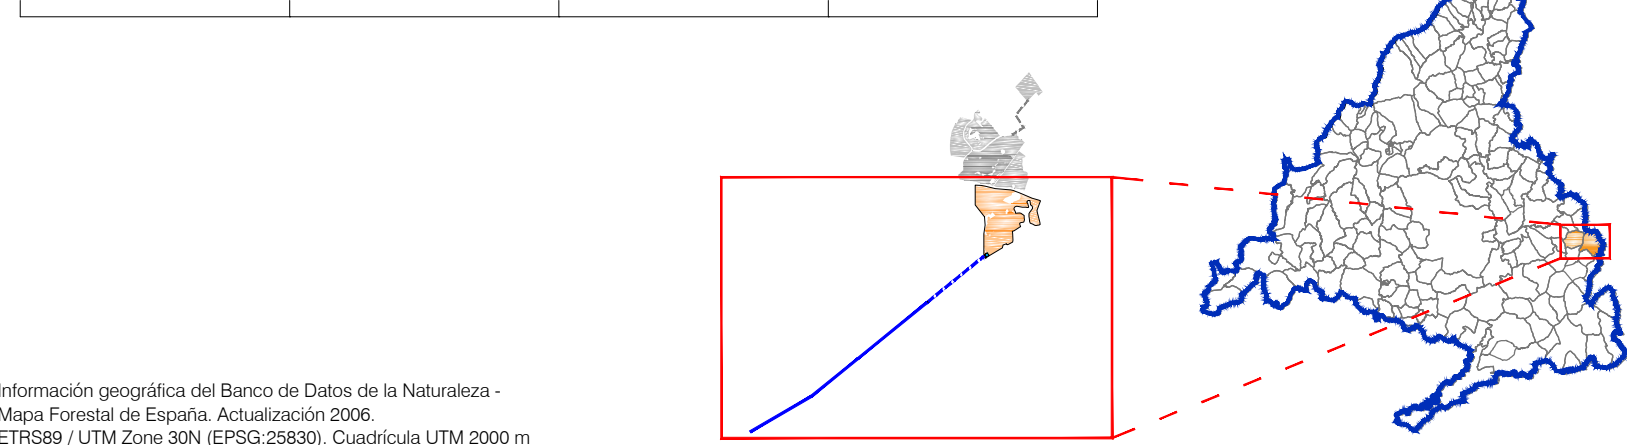 Información geográfica del Banco de Datos de la Naturaleza -
Mapa Forestal de España. Actualización 2006.
ETRS89 / UTM Zone 30N (EPSG:25830). Cuadrícula UTM 2000 m